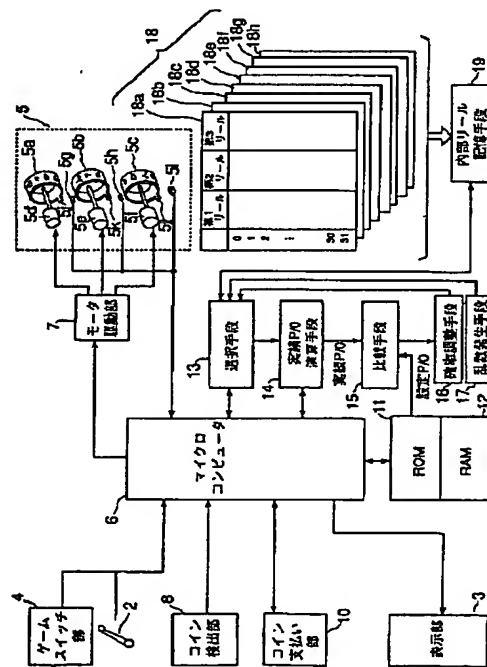 4
ゲーム
スイッチ
部
2
8
コイン
検出部
コイン
支払い
部
10
表示部
3
6
マイクロ
コンピュータ
7
モータ
駆動部
5
5a
5b
5c
5d
5e
5f
5g
5h
5i
5j
5k
5l
13
選択手段
14
実績P/O
演算手段
実績P/O
15
比較手段
設定P/O
16
確率調整手段
17
乱数発生手段
11
ROM
RAM
12
18
18a
18b
18c
18d
18e
18f
18g
18h
第1
リール
第2
リール
第3
リール
0
1
2
⋮
30
31
内部リール
記憶手段
19